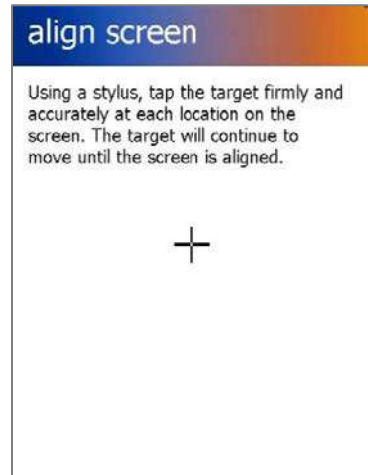 align screen
Using a stylus, tap the target firmly and
accurately at each location on the
screen. The target will continue to
move until the screen is aligned.